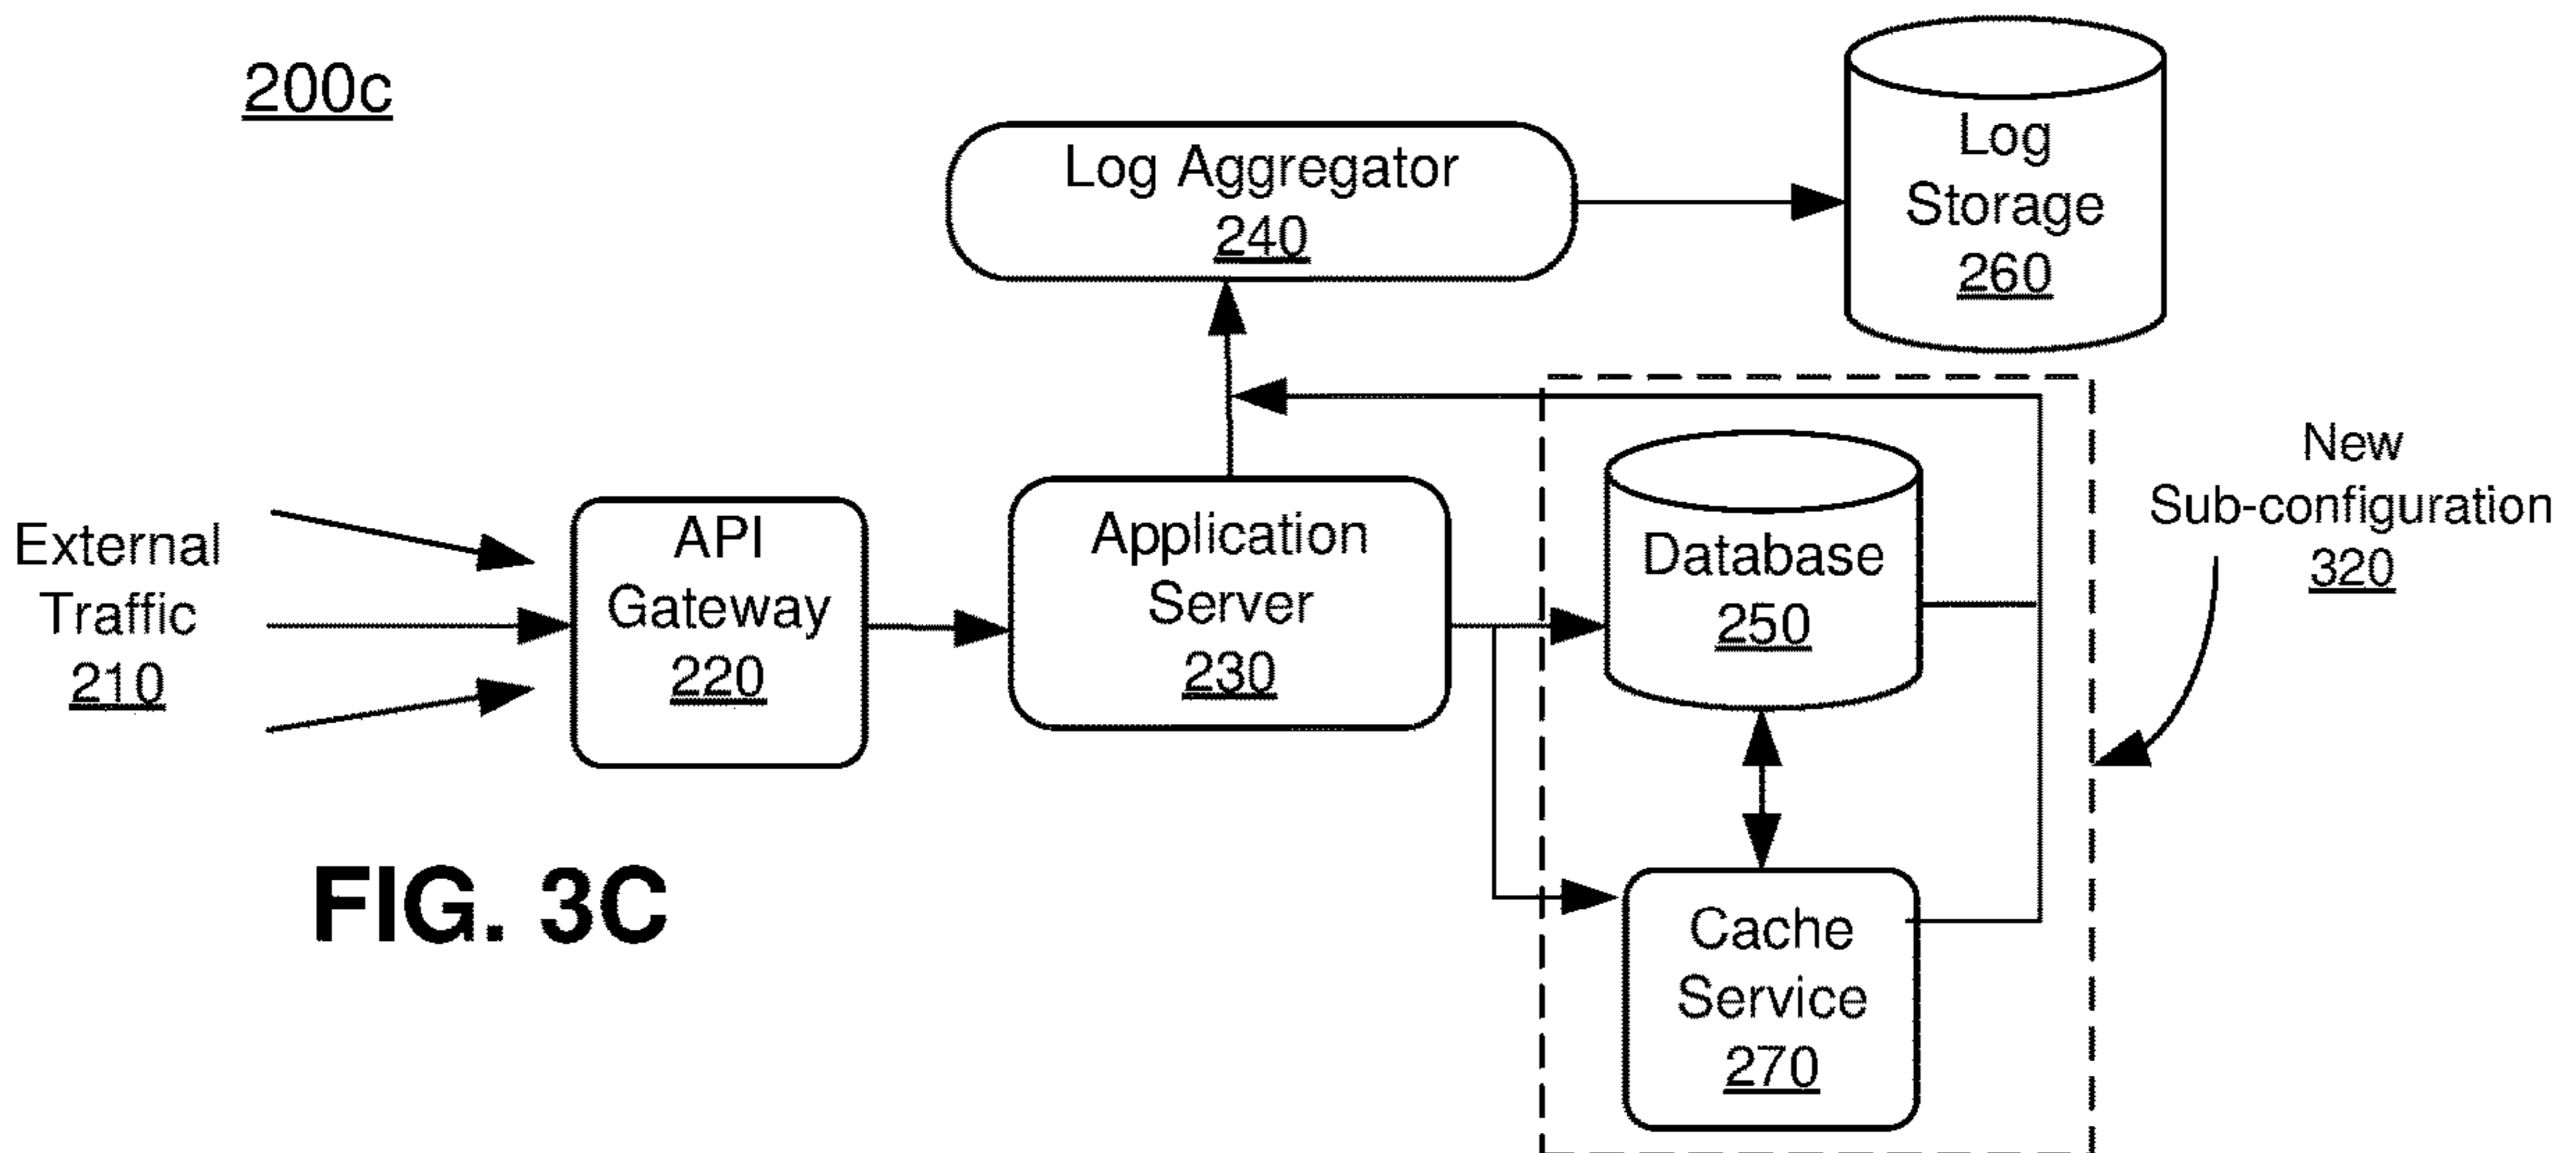 200c
Log Aggregator
240
Log
Storage
260
External
Traffic
210
API
Gateway
220
Application
Server
230
Database
250
New
Sub-configuration
320
Cache
Service
270
FIG. 3C